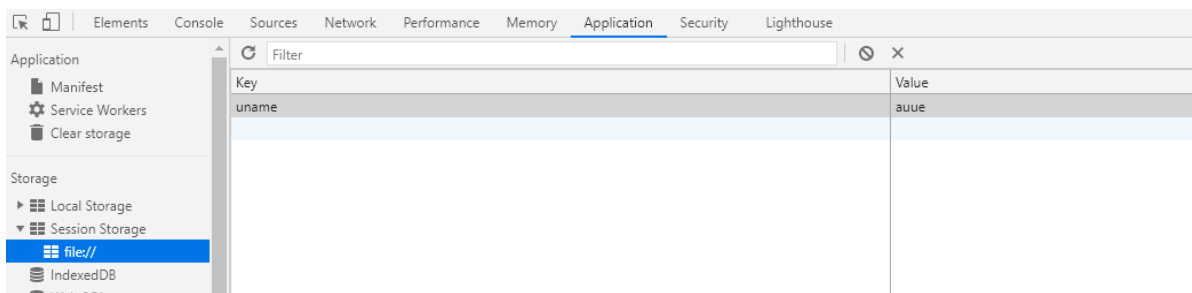 Elements Console Sources Network Performance Memory Application Security Lighthouse
Application
Manifest
Service Workers
Clear storage
Storage
Local Storage
Session Storage
file://
IndexedDB
Filter
Key Value
uname auue